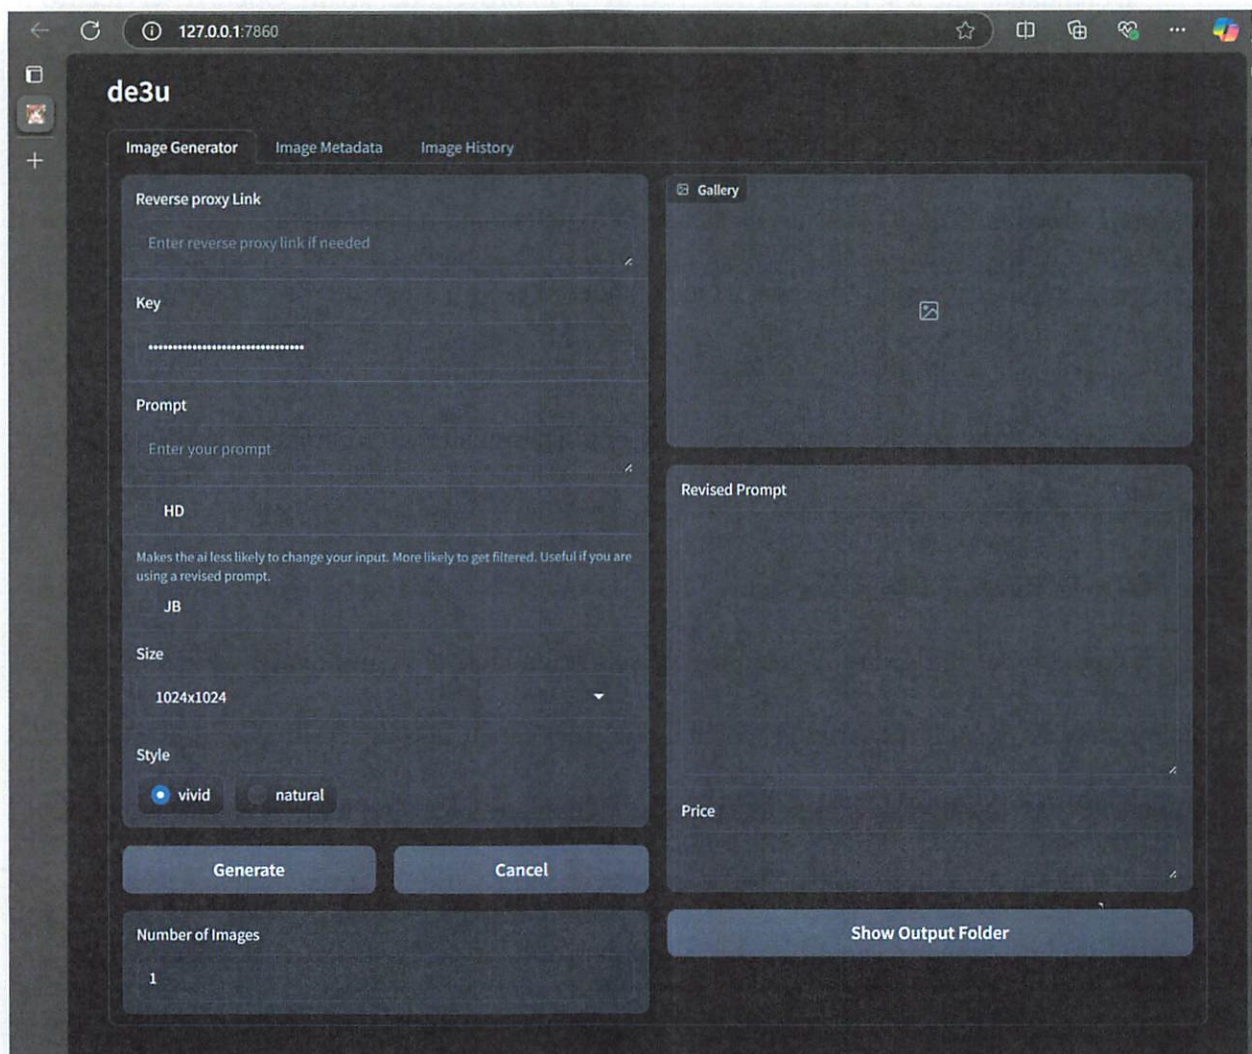 127.0.0.1:7860
de3u
Image Generator
Image Metadata
Image History
Reverse proxy Link
Enter reverse proxy link if needed
Key
Prompt
Enter your prompt
HD
Makes the ai less likely to change your input. More likely to get filtered. Useful if you are
using a revised prompt.
JB
Size
1024x1024
Style
vivid
natural
Generate
Cancel
Number of Images
1
Gallery
Revised Prompt
Price
Show Output Folder